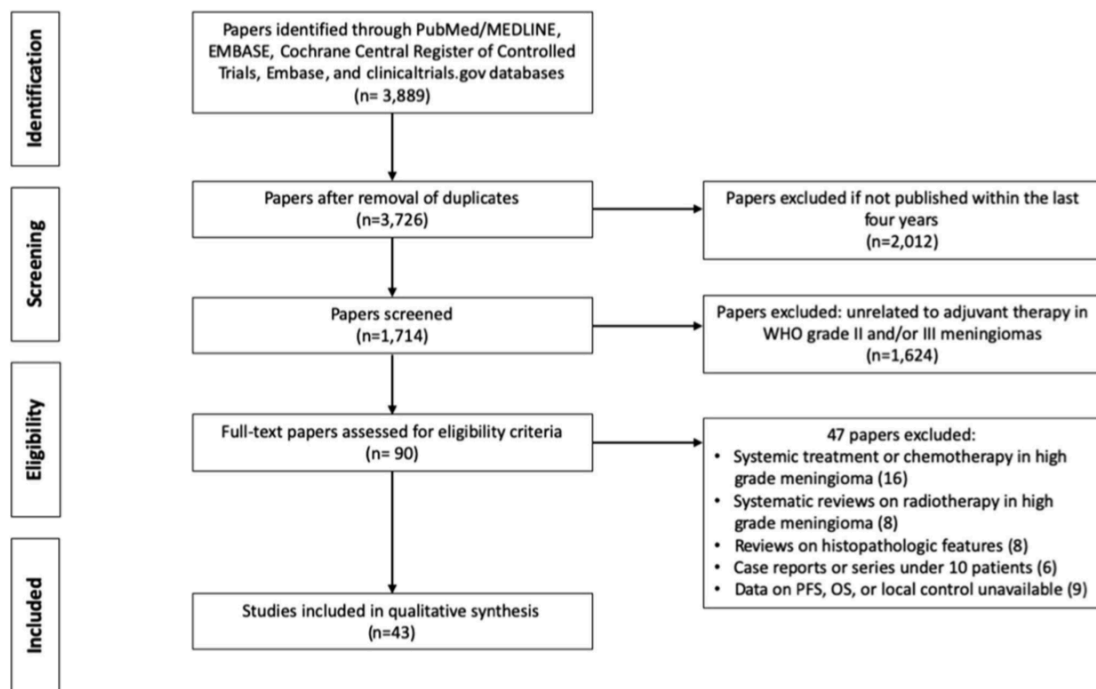 Identification
Papers identified through PubMed/MEDLINE,
EMBASE, Cochrane Central Register of Controlled
Trials, Embase, and clinicaltrials.gov databases
(n= 3,889)
Screening
Papers after removal of duplicates
(n=3,726)
Papers excluded if not published within the last
four years
(n=2,012)
Papers screened
(n=1,714)
Papers excluded: unrelated to adjuvant therapy in
WHO grade II and/or III meningiomas
(n=1,624)
Eligibility
Full-text papers assessed for eligibility criteria
(n= 90)
47 papers excluded:
• Systemic treatment or chemotherapy in high
grade meningioma (16)
• Systematic reviews on radiotherapy in high
grade meningioma (8)
• Reviews on histopathologic features (8)
• Case reports or series under 10 patients (6)
• Data on PFS, OS, or local control unavailable (9)
Included
Studies included in qualitative synthesis
(n=43)